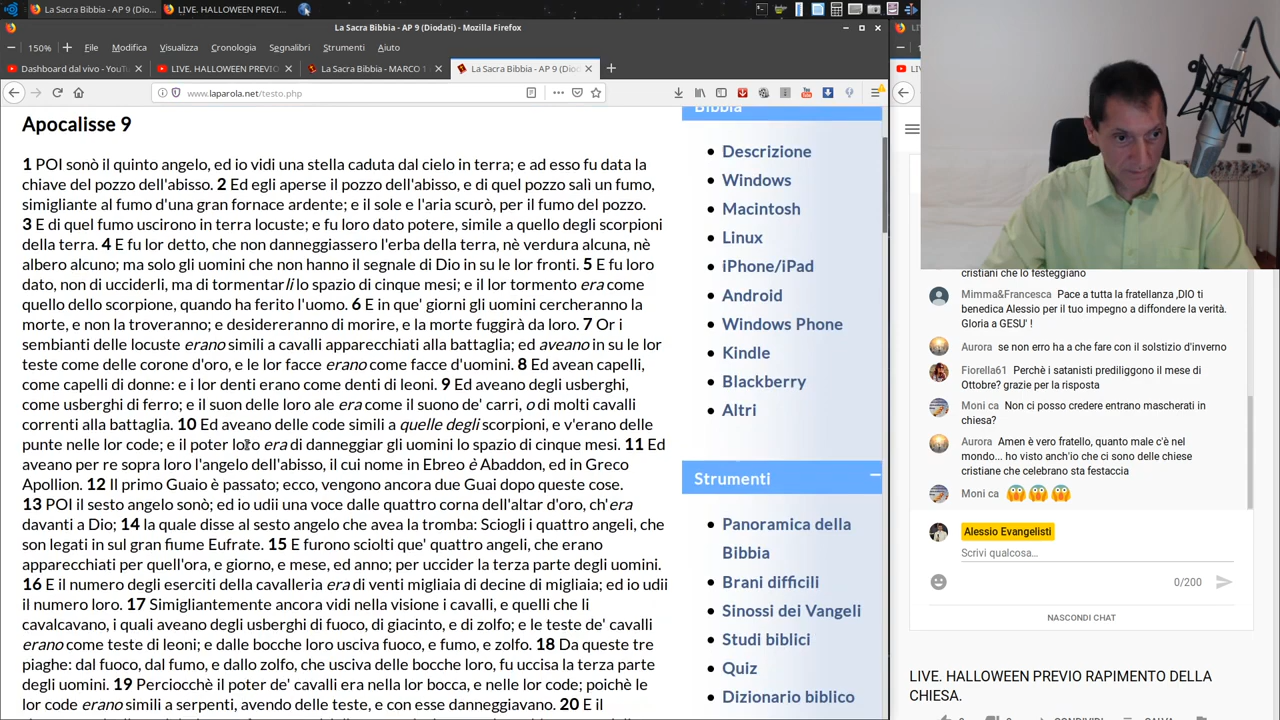 La Sacra Bibbia - AP 9 (Diodati) - M...
LIVE. HALLOWEEN PREVI...
La Sacra Bibbia - AP 9 (Diodati) - Mozilla Firefox
150%
File
Modifica
Visualizza
Cronologia
Segnalibri
Strumenti
Aiuto
Dashboard dal vivo - YouTu
LIVE. HALLOWEEN PREVIO
La Sacra Bibbia - MARCO 1
La Sacra Bibbia - AP 9 (Diod
www.laparola.net/testo.php
Apocalisse 9
1 POI sonò il quinto angelo, ed io vidi una stella caduta dal cielo in terra; e ad esso fu data la
chiave del pozzo dell'abisso. 2 Ed egli aperse il pozzo dell'abisso, e di quel pozzo salì un fumo,
simigliante al fumo d'una gran fornace ardente; e il sole e l'aria scurò, per il fumo del pozzo.
3 E di quel fumo uscirono in terra locuste; e fu loro dato potere, simile a quello degli scorpioni
della terra. 4 E fu lor detto, che non danneggiassero l'erba della terra, nè verdura alcuna, nè
albero alcuno; ma solo gli uomini che non hanno il segnale di Dio in su le lor fronti. 5 E fu loro
dato, non di ucciderli, ma di tormentarli lo spazio di cinque mesi; e il lor tormento era come
quello dello scorpione, quando ha ferito l'uomo. 6 E in que' giorni gli uomini cercheranno la
morte, e non la troveranno; e desidereranno di morire, e la morte fuggirà da loro. 7 Or i
sembianti delle locuste erano simili a cavalli apparecchiati alla battaglia; ed aveano in su le lor
teste come delle corone d'oro, e le lor facce erano come facce d'uomini. 8 Ed avean capelli,
come capelli di donne: e i lor denti erano come denti di leoni. 9 Ed aveano degli usberghi,
come usberghi di ferro; e il suon delle loro ale era come il suono de' carri, o di molti cavalli
correnti alla battaglia. 10 Ed aveano delle code simili a quelle degli scorpioni, e v'erano delle
punte nelle lor code; e il poter loro era di danneggiar gli uomini lo spazio di cinque mesi. 11 Ed
aveano per re sopra loro l'angelo dell'abisso, il cui nome in Ebreo è Abaddon, ed in Greco
Apollìon. 12 Il primo Guaio è passato; ecco, vengono ancora due Guai dopo queste cose.
13 POI il sesto angelo sonò; ed io udii una voce dalle quattro corna dell'altar d'oro, ch'era
davanti a Dio; 14 la quale disse al sesto angelo che avea la tromba: Sciogli i quattro angeli, che
son legati in sul gran fiume Eufrate. 15 E furono sciolti que' quattro angeli, che erano
apparecchiati per quell'ora, e giorno, e mese, ed anno; per uccider la terza parte degli uomini.
16 E il numero degli eserciti della cavalleria era di venti migliaia di decine di migliaia; ed io udii
il numero loro. 17 Simigliantemente ancora vidi nella visione i cavalli, e quelli che li
cavalcavano, i quali aveano degli usberghi di fuoco, di giacinto, e di zolfo; e le teste de' cavalli
erano come teste di leoni; e dalle bocche loro usciva fuoco, e fumo, e zolfo. 18 Da queste tre
piaghe: dal fuoco, dal fumo, e dallo zolfo, che usciva delle bocche loro, fu uccisa la terza parte
degli uomini. 19 Perciocchè il poter de' cavalli era nella lor bocca, e nelle lor code; poichè le
lor code erano simili a serpenti, avendo delle teste, e con esse danneggiavano. 20 E il
Bibbia
Descrizione
Windows
Macintosh
Linux
iPhone/iPad
Android
Windows Phone
Kindle
Blackberry
Altri
Strumenti
Panoramica della
Bibbia
Brani difficili
Sinossi dei Vangeli
Studi biblici
Quiz
Dizionario biblico
cristiani che lo festeggiano
Mimma&Francesca Pace a tutta la fratellanza ,DIO ti
benedica Alessio per il tuo impegno a diffondere la verità.
Gloria a GESU' !
Aurora se non erro ha a che fare con il solstizio d'inverno
Fiorella61 Perchè i satanisti prediligono il mese di
Ottobre? grazie per la risposta
Moni ca Non ci posso credere entrano mascherati in
chiesa?
Aurora Amen è vero fratello, quanto male c'è nel
mondo... ho visto anch'io che ci sono delle chiese
cristiane che celebrano sta festaccia
Moni ca
Alessio Evangelisti
Scrivi qualcosa...
0/200
NASCONDI CHAT
LIVE. HALLOWEEN PREVIO RAPIMENTO DELLA
CHIESA.